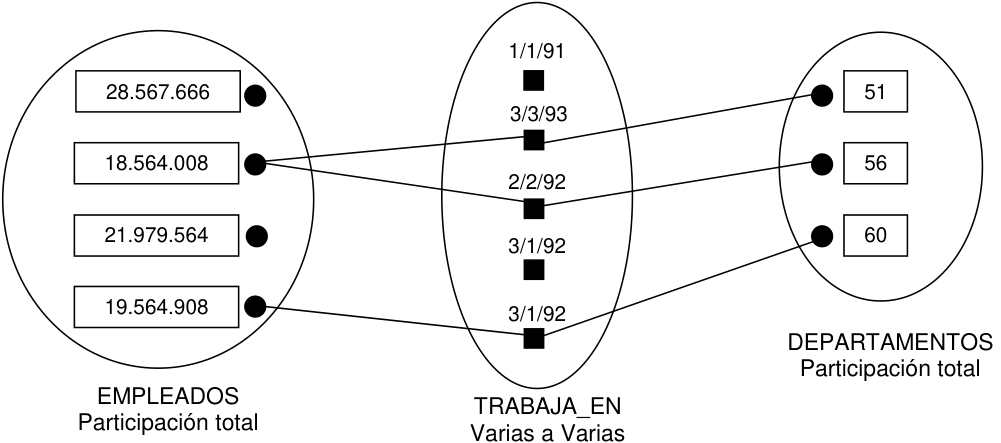 28.567.666
18.564.008
21.979.564
19.564.908
EMPLEADOS
Participación total
1/1/91
3/3/93
2/2/92
3/1/92
3/1/92
TRABAJA_EN
Varias a Varias
51
56
60
DEPARTAMENTOS
Participación total